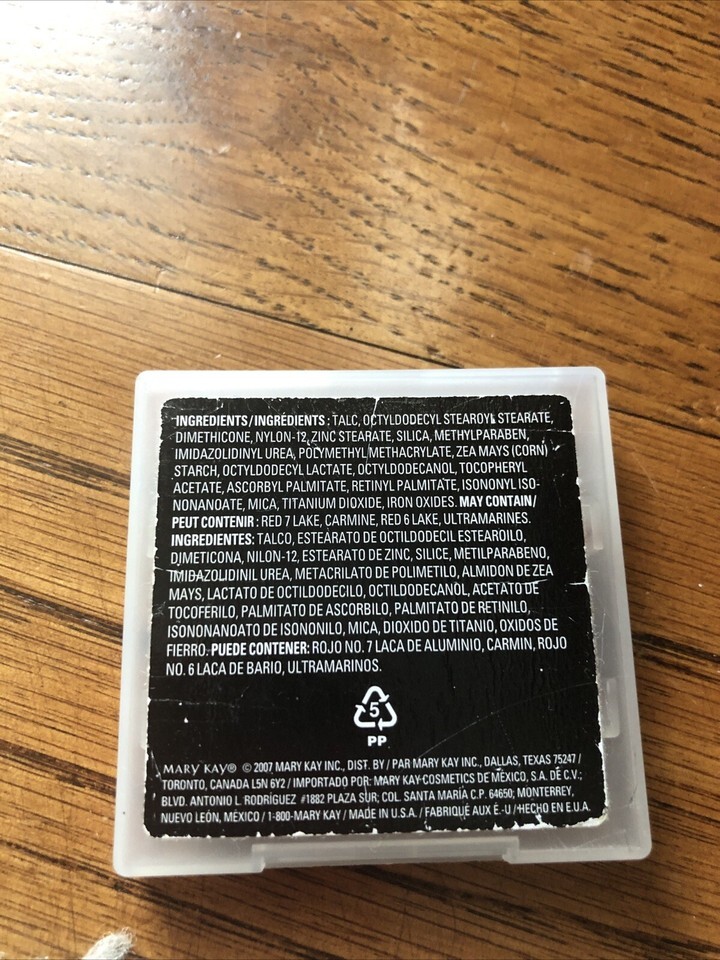 INGREDIENTS/INGRÉDIENTS : TALC, OCTYLDODECYL STEAROYL STEARATE,
DIMETHICONE, NYLON-12, ZINC STEARATE, SILICA, METHYLPARABEN,
IMIDAZOLIDINYL UREA, POLYMETHYL METHACRYLATE, ZEA MAYS (CORN)
STARCH, OCTYLDODECYL LACTATE, OCTYLDODECANOL, TOCOPHERYL
ACETATE, ASCORBYL PALMITATE, RETINYL PALMITATE, ISONONYL ISO-
NONANOATE, MICA, TITANIUM DIOXIDE, IRON OXIDES. MAY CONTAIN/
PEUT CONTENIR : RED 7 LAKE, CARMINE, RED 6 LAKE, ULTRAMARINES.
INGREDIENTES: TALCO, ESTEARATO DE OCTILDODECIL ESTEAROILO,
DIMETICONA, NILON-12, ESTEARATO DE ZINC, SILICE, METILPARABENO,
IMIDAZOLIDINIL UREA, METACRILATO DE POLIMETILO, ALMIDON DE ZEA
MAYS, LACTATO DE OCTILDODECILO, OCTILDODECANOL, ACETATO DE
TOCOFERILO, PALMITATO DE ASCORBILO, PALMITATO DE RETINILO,
ISONONANOATO DE ISONONILO, MICA, DIOXIDO DE TITANIO, OXIDOS DE
FIERRO. PUEDE CONTENER: ROJO NO. 7 LACA DE ALUMINIO, CARMIN, ROJO
NO. 6 LACA DE BARIO, ULTRAMARINOS.
5
PP
MARY KAY® © 2007 MARY KAY INC., DIST. BY / PAR MARY KAY INC., DALLAS, TEXAS 75247 /
TORONTO, CANADA L5N 6Y2 / IMPORTADO POR: MARY KAY COSMETICS DE MÉXICO, S.A. DE C.V.;
BLVD. ANTONIO L. RODRÍGUEZ #1882 PLAZA SUR; COL. SANTA MARÍA C.P. 64650; MONTERREY,
NUEVO LEÓN, MÉXICO / 1-800-MARY KAY / MADE IN U.S.A. / FABRIQUÉ AUX É.-U / HECHO EN E.U.A.